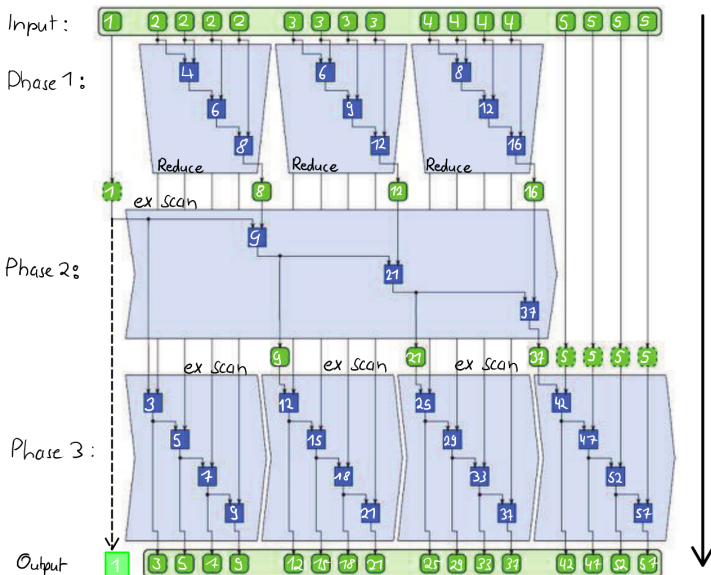 Input: 1 2 2 2 2 3 3 3 3 4 4 4 4 5 5 5 5
Phase 1:
4 6 8
6 9 12
8 12 16
Reduce Reduce Reduce
1 8 12 16
ex scan
9
Phase 2:
21
37
9 21 37 5 5 5 5
ex scan ex scan ex scan
3 12 25 42
5 15 29 47
Phase 3:
7 18 33 52
9 21 37 57
Output 1 3 5 7 9 12 15 18 21 25 29 33 37 42 47 52 57